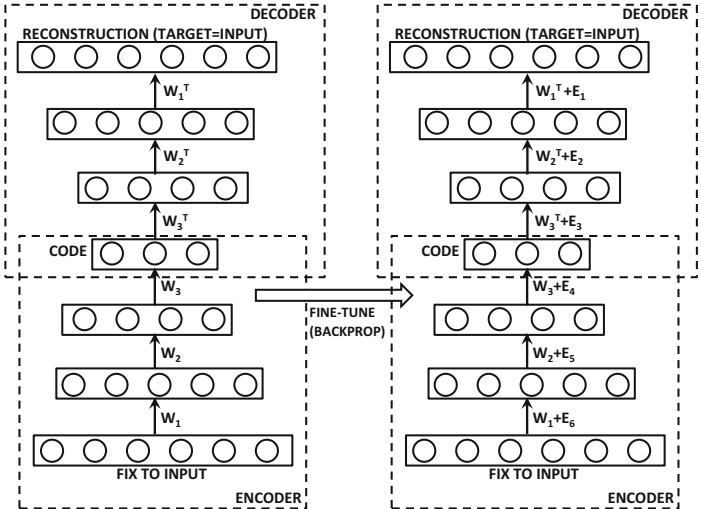 DECODER
RECONSTRUCTION (TARGET=INPUT)
W₁ᵀ
W₂ᵀ
W₃ᵀ
CODE
W₃
W₂
W₁
FIX TO INPUT
ENCODER
FINE-TUNE
(BACKPROP)
DECODER
RECONSTRUCTION (TARGET=INPUT)
W₁ᵀ+E₁
W₂ᵀ+E₂
W₃ᵀ+E₃
CODE
W₃+E₄
W₂+E₅
W₁+E₆
FIX TO INPUT
ENCODER